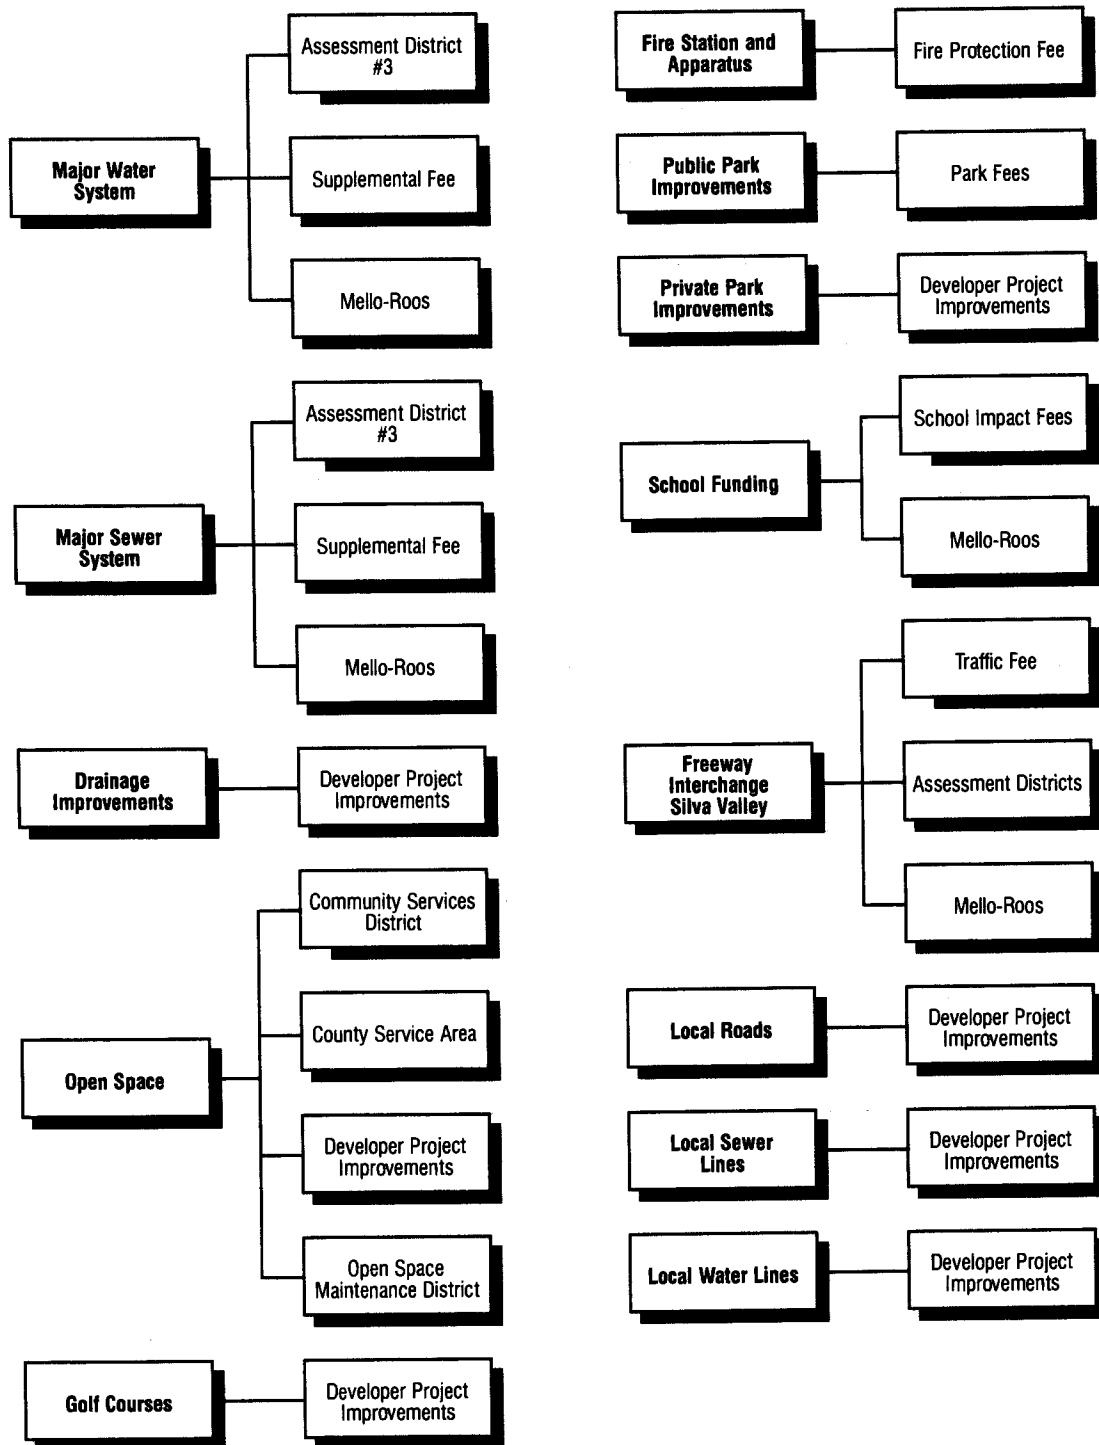 Major Water
System
Assessment District
#3
Supplemental Fee
Mello-Roos
Major Sewer
System
Assessment District
#3
Supplemental Fee
Mello-Roos
Drainage
Improvements
Developer Project
Improvements
Open Space
Community Services
District
County Service Area
Developer Project
Improvements
Open Space
Maintenance District
Golf Courses
Developer Project
Improvements
Fire Station and
Apparatus
Fire Protection Fee
Public Park
Improvements
Park Fees
Private Park
Improvements
Developer Project
Improvements
School Funding
School Impact Fees
Mello-Roos
Freeway
Interchange
Silva Valley
Traffic Fee
Assessment Districts
Mello-Roos
Local Roads
Developer Project
Improvements
Local Sewer
Lines
Developer Project
Improvements
Local Water Lines
Developer Project
Improvements